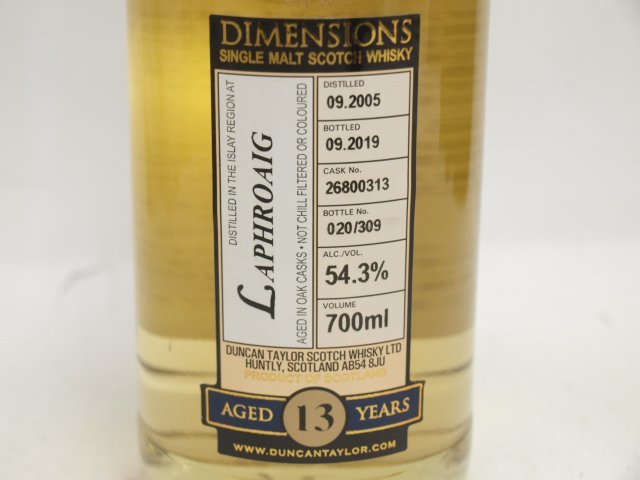 DIMENSIONS
SINGLE MALT SCOTCH WHISKY
DISTILLED IN THE ISLAY REGION AT
LAPHROAIG
AGED IN OAK CASKS • NOT CHILL FILTERED OR COLOURED
DISTILLED
09.2005
BOTTLED
09.2019
CASK No.
26800313
BOTTLE No.
020/309
ALC./VOL.
54.3%
VOLUME
700ml
DUNCAN TAYLOR SCOTCH WHISKY LTD
HUNTLY, SCOTLAND AB54 8JU
PRODUCT OF SCOTLAND
AGED 13 YEARS
WWW.DUNCANTAYLOR.COM